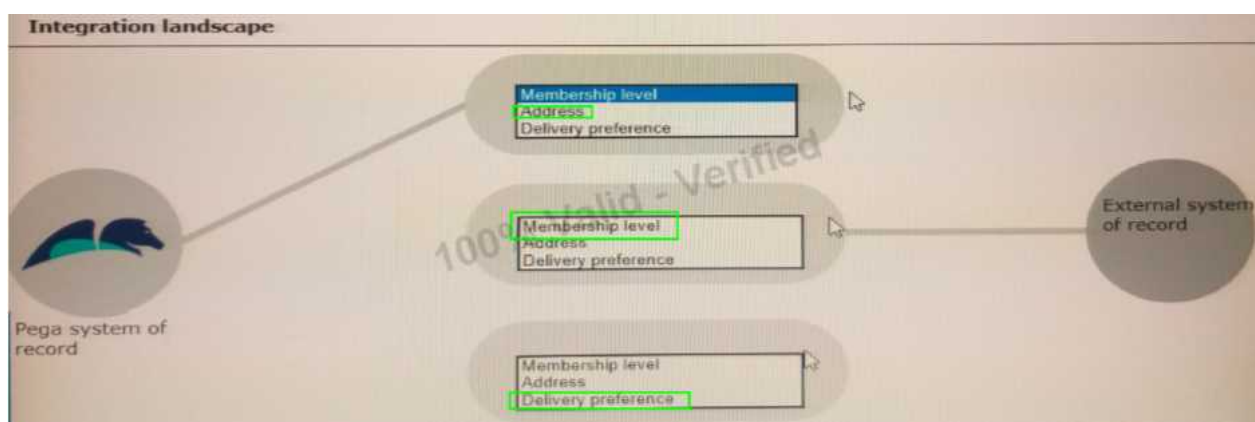 Integration landscape
Membership level
Address
Delivery preference
100% Valid - Verified
Membership level
Address
Delivery preference
External system
of record
Pega system of
record
Membership level
Address
Delivery preference